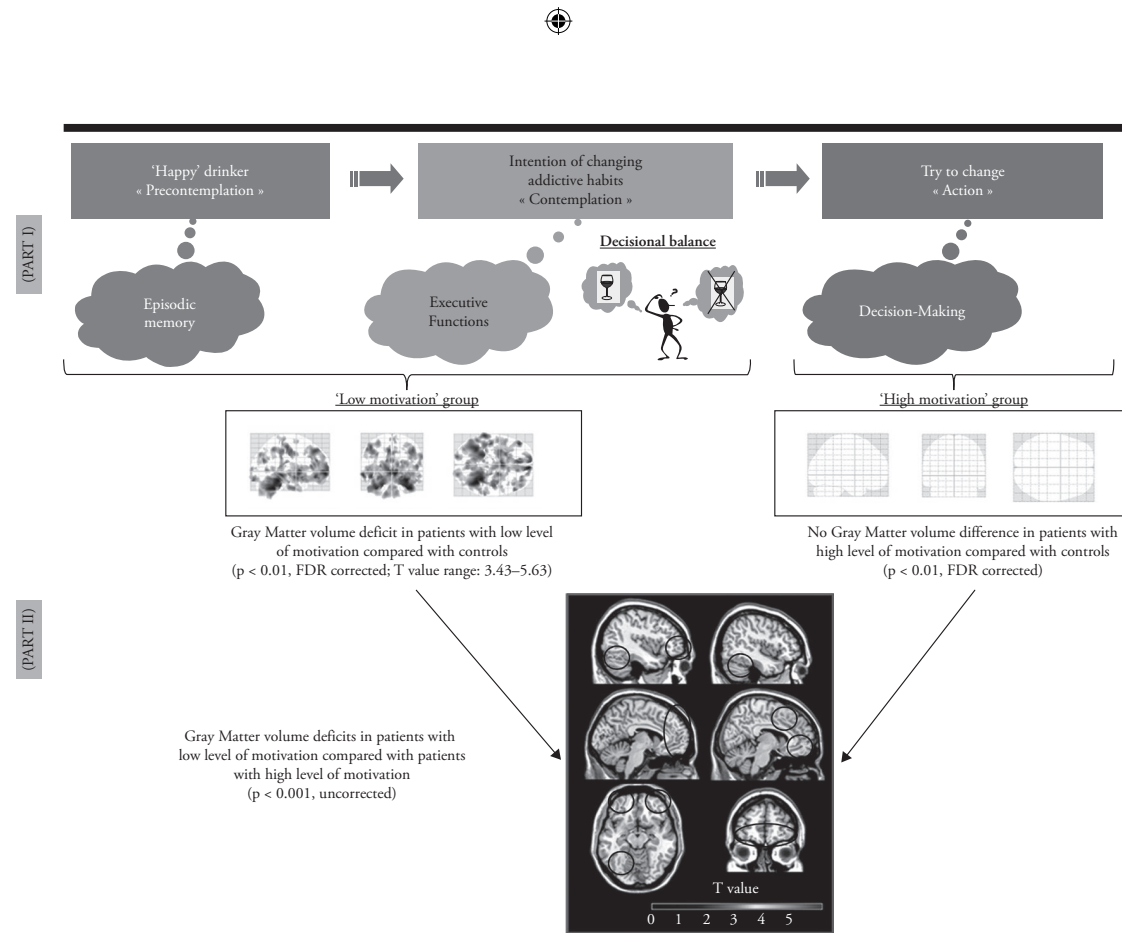 (PART I)
'Happy' drinker
« Precontemplation »
Intention of changing
addictive habits
« Contemplation »
Try to change
« Action »
Episodic
memory
Executive
Functions
Decisional balance
?
Decision-Making
'Low motivation' group
'High motivation' group
Gray Matter volume deficit in patients with low level
of motivation compared with controls
(p < 0.01, FDR corrected; T value range: 3.43–5.63)
No Gray Matter volume difference in patients with
high level of motivation compared with controls
(p < 0.01, FDR corrected)
(PART II)
Gray Matter volume deficits in patients with
low level of motivation compared with patients
with high level of motivation
(p < 0.001, uncorrected)
T value
0 1 2 3 4 5